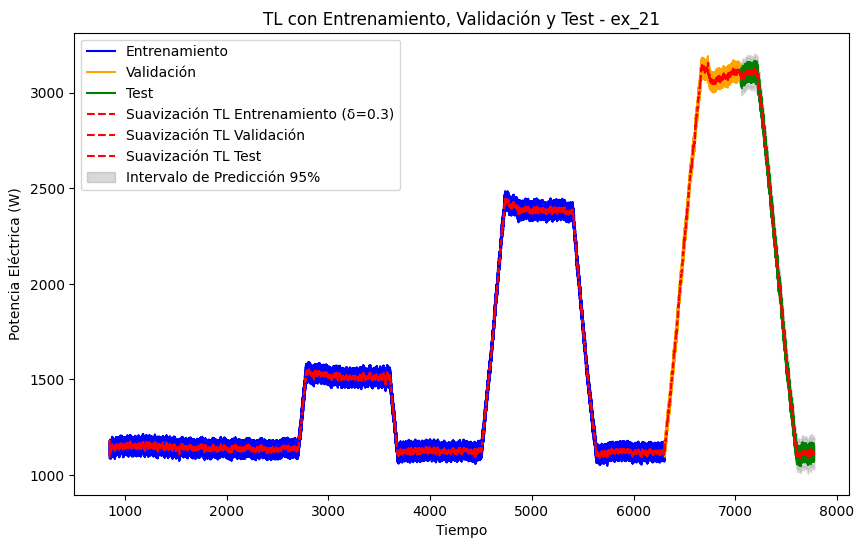 TL con Entrenamiento, Validación y Test - ex_21
Entrenamiento
Validación
Test
Suavización TL Entrenamiento (δ=0.3)
Suavización TL Validación
Suavización TL Test
Intervalo de Predicción 95%
Potencia Eléctrica (W)
3000
2500
2000
1500
1000
1000 2000 3000 4000 5000 6000 7000 8000
Tiempo